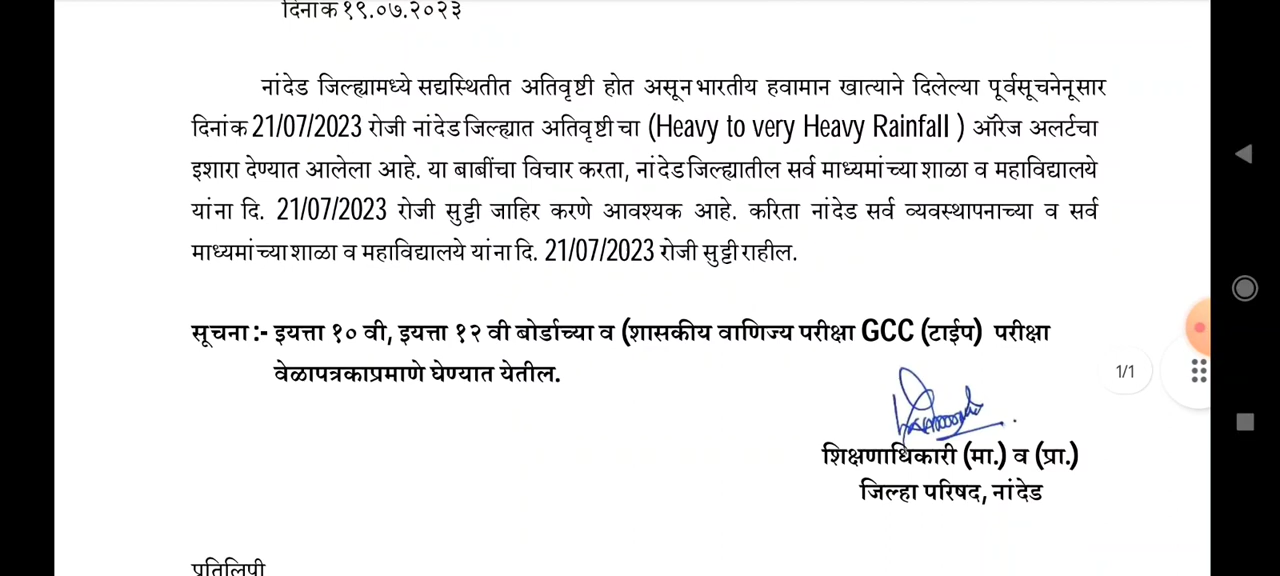 दिनांक १९.०७.२०२३
नांदेड जिल्ह्यामध्ये सद्यस्थितीत अतिवृष्टी होत असून भारतीय हवामान खात्याने दिलेल्या पूर्वसूचनेनूसार
दिनांक 21/07/2023 रोजी नांदेड जिल्ह्यात अतिवृष्टीचा (Heavy to very Heavy Rainfall ) ऑरेज अलर्टचा
इशारा देण्यात आलेला आहे. या बाबींचा विचार करता, नांदेड जिल्ह्यातील सर्व माध्यमांच्या शाळा व महाविद्यालये
यांना दि. 21/07/2023 रोजी सुट्टी जाहिर करणे आवश्यक आहे. करिता नांदेड सर्व व्यवस्थापनाच्या व सर्व
माध्यमांच्या शाळा व महाविद्यालये यांना दि. 21/07/2023 रोजी सुट्टी राहील.
सूचना :- इयत्ता १० वी, इयत्ता १२ वी बोर्डाच्या व (शासकीय वाणिज्य परीक्षा GCC (टाईप) परीक्षा
वेळापत्रकाप्रमाणे घेण्यात येतील.
1/1
शिक्षणाधिकारी (मा.) व (प्रा.)
जिल्हा परिषद, नांदेड
प्रतिलिपी